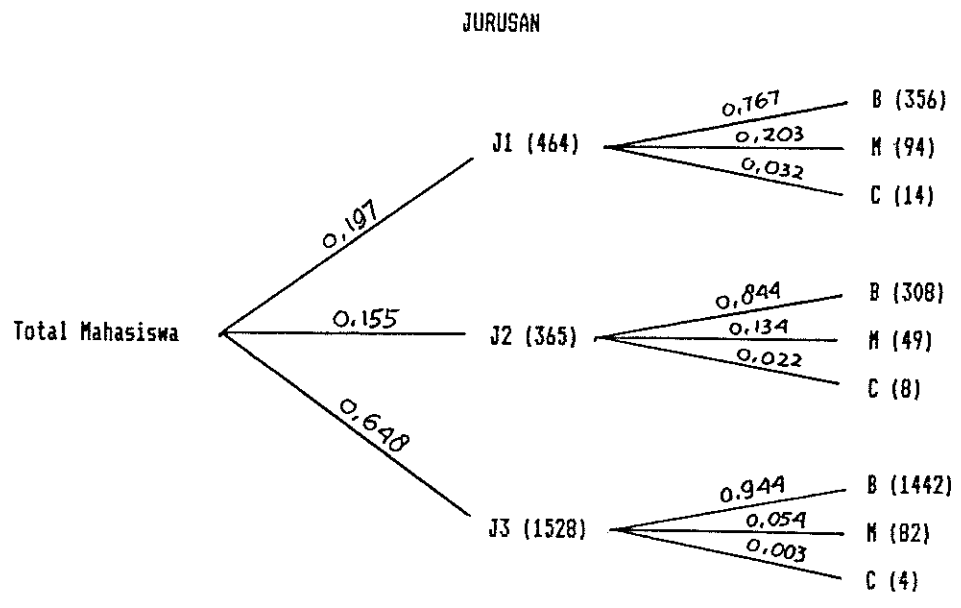 JURUSAN
0.767 B (356)
J1 (464) 0.203 M (94)
0.032 C (14)
0.197
0.844 B (308)
Total Mahasiswa 0.155 J2 (365) 0.134 M (49)
0.022 C (8)
0.648
0.944 B (1442)
J3 (1528) 0.054 M (82)
0.003 C (4)